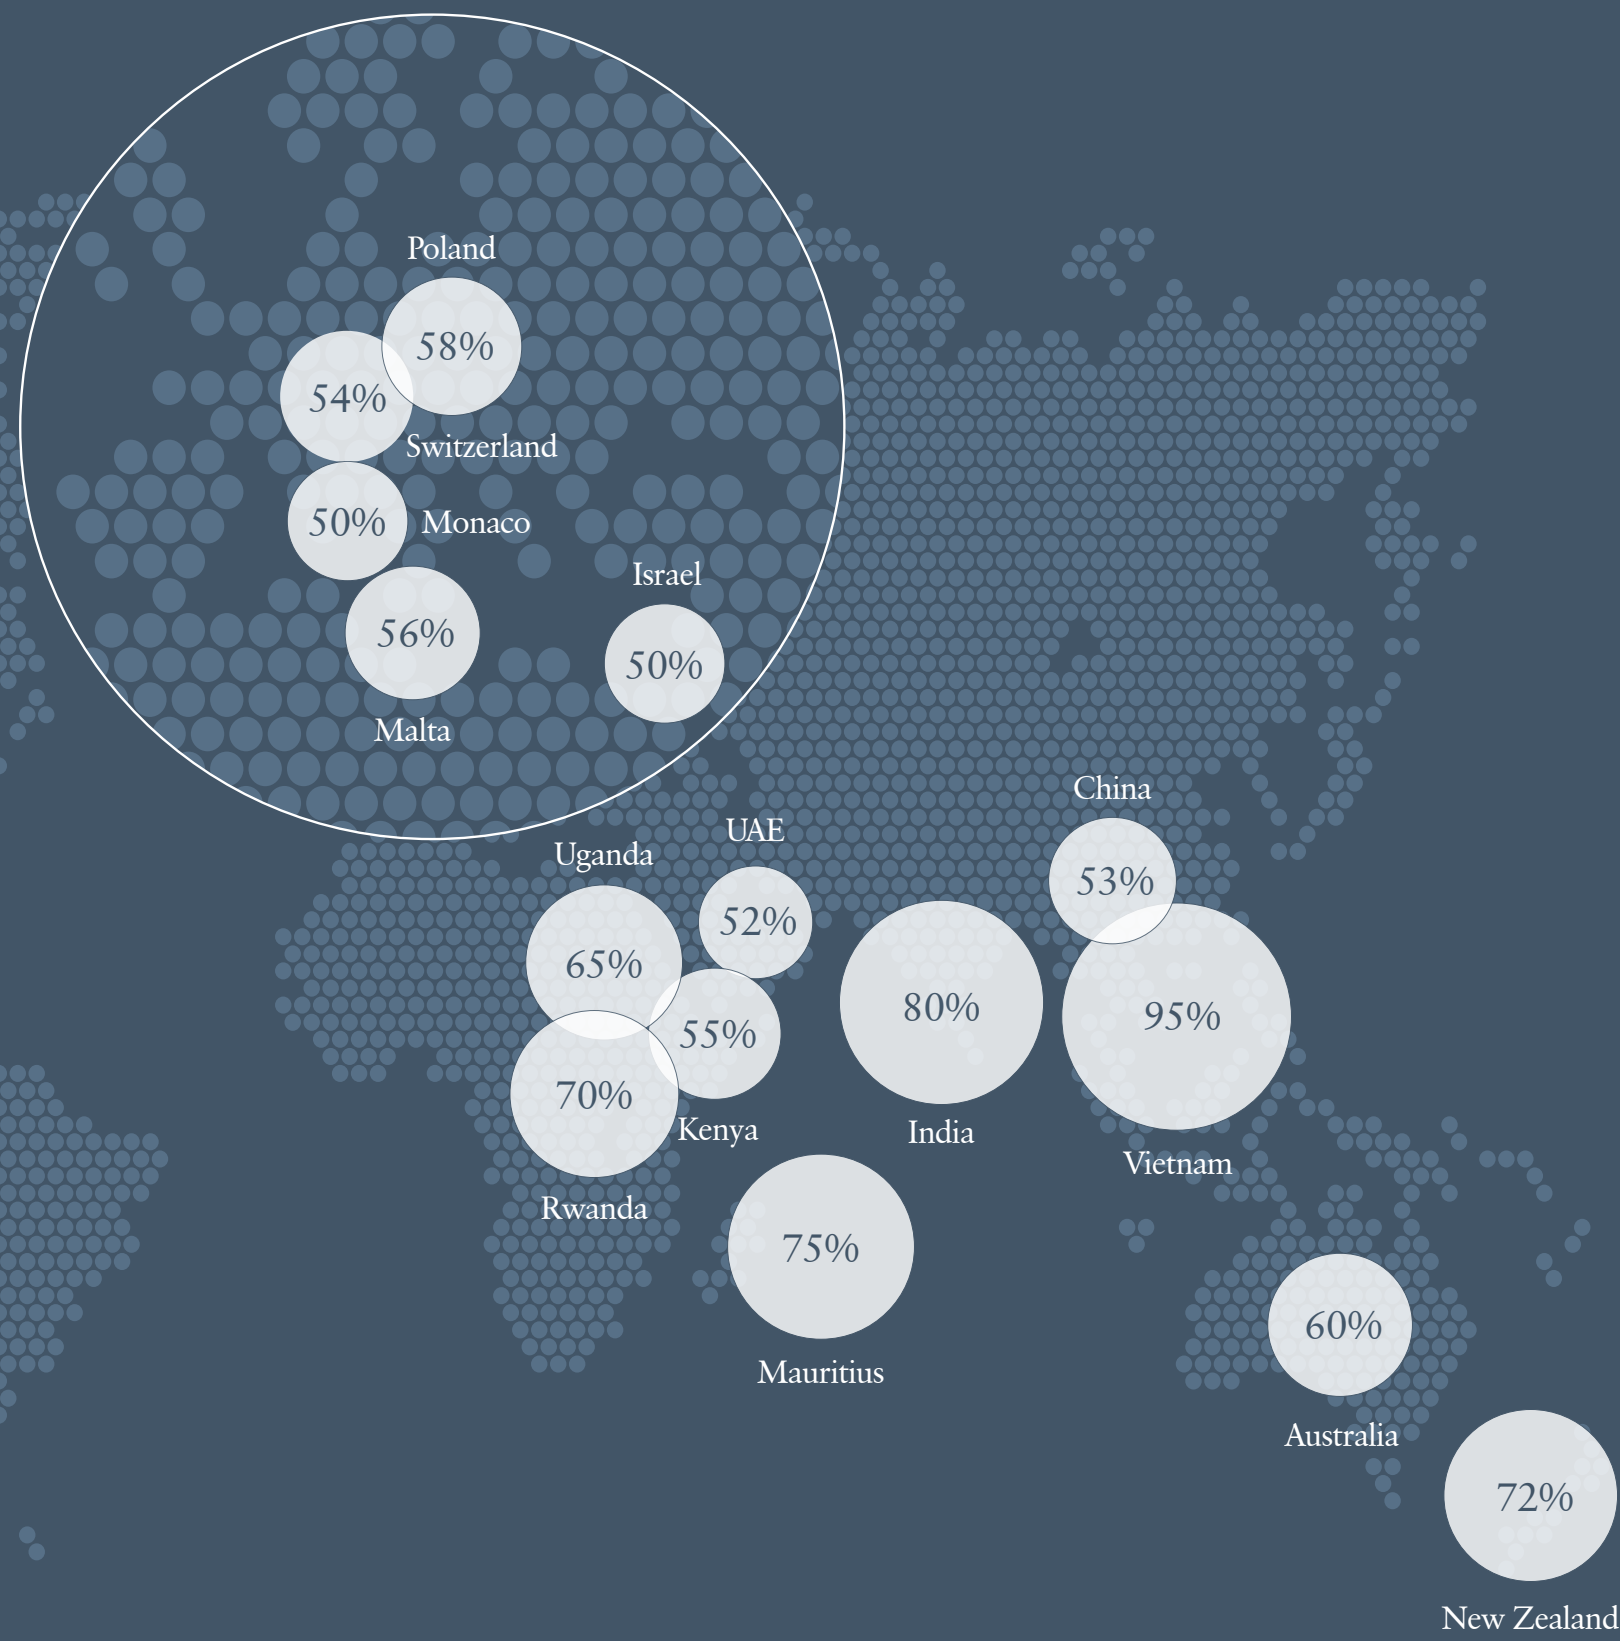 Poland
58%
54%
Switzerland
50%
Monaco
56%
Malta
Israel
50%
China
53%
UAE
52%
Uganda
65%
55%
Kenya
70%
Rwanda
80%
India
95%
Vietnam
75%
Mauritius
60%
Australia
72%
New Zealand